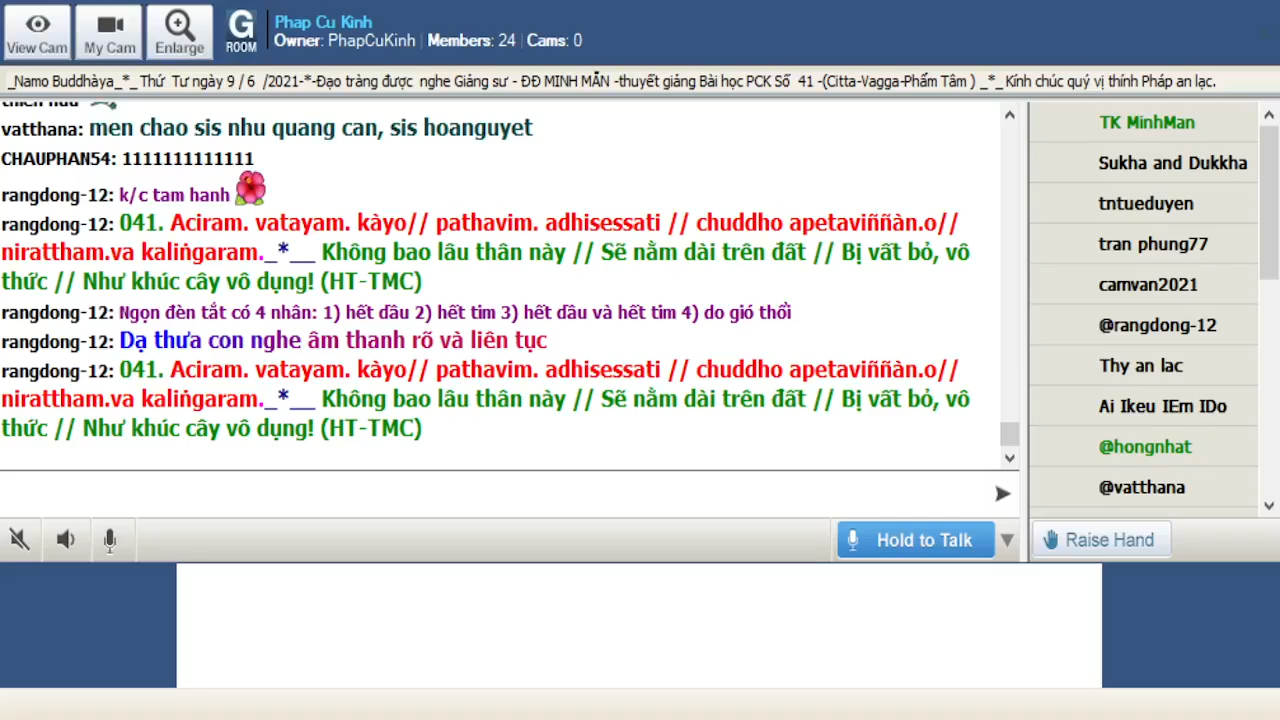 View Cam
My Cam
Enlarge
G
ROOM
Phap Cu Kinh
Owner: PhapCuKinh | Members: 24 | Cams: 0
_Namo Buddhàya_*_Thứ Tư ngày 9 / 6 /2021-*-Đạo tràng được nghe Giảng sư - ĐĐ MINH MẪN -thuyết giảng Bài học PCK Số 41 -(Citta-Vagga-Phẩm Tâm ) _*_ Kính chúc quý vị thính Pháp an lạc.
vatthana: men chao sis nhu quang can, sis hoanguyet
CHAUPHAN54: 1111111111111
rangdong-12: k/c tam hanh
rangdong-12: 041. Aciram. vatayam. kàyo// pathavim. adhisessati // chuddho apetaviññàn.o//
nirattham.va kaliṅgaram._*__ Không bao lâu thân này // Sẽ nằm dài trên đất // Bị vất bỏ, vô
thức // Như khúc cây vô dụng! (HT-TMC)
rangdong-12: Ngọn đèn tắt có 4 nhân: 1) hết dầu 2) hết tim 3) hết dầu và hết tim 4) do gió thổi
rangdong-12: Dạ thưa con nghe âm thanh rõ và liên tục
rangdong-12: 041. Aciram. vatayam. kàyo// pathavim. adhisessati // chuddho apetaviññàn.o//
nirattham.va kaliṅgaram._*__ Không bao lâu thân này // Sẽ nằm dài trên đất // Bị vất bỏ, vô
thức // Như khúc cây vô dụng! (HT-TMC)
TK MinhMan
Sukha and Dukkha
tntueduyen
tran phung77
camvan2021
@rangdong-12
Thy an lac
Ai Ikeu IEm IDo
@hongnhat
@vatthana
Hold to Talk
Raise Hand